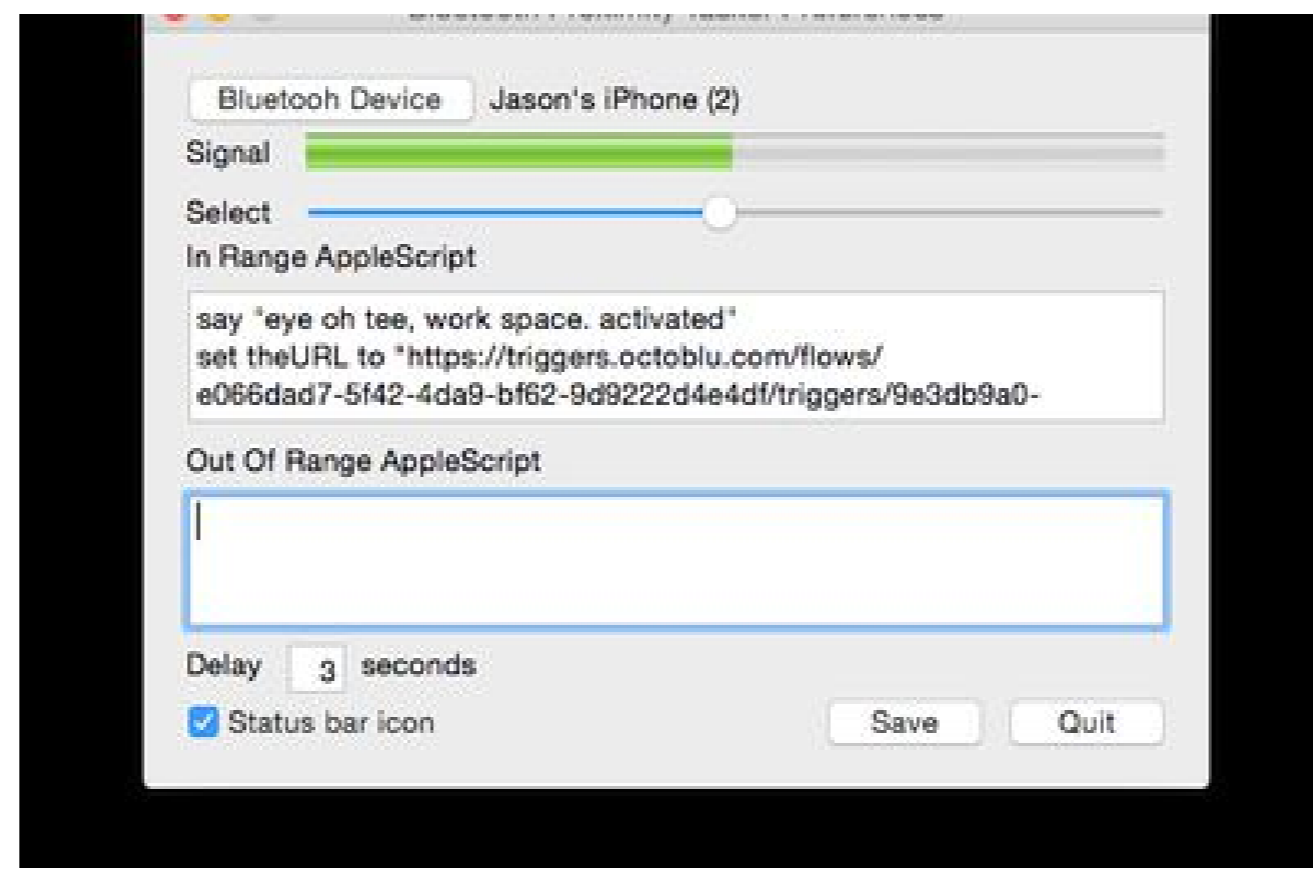 Bluetooh Device Jason's iPhone (2)
Signal
Select
In Range AppleScript
say "eye oh tee, work space. activated"
set theURL to "https://triggers.octoblu.com/flows/
e066dad7-5f42-4da9-bf62-9d9222d4e4df/triggers/9e3db9a0-
Out Of Range AppleScript
Delay 3 seconds
Status bar icon Save Quit